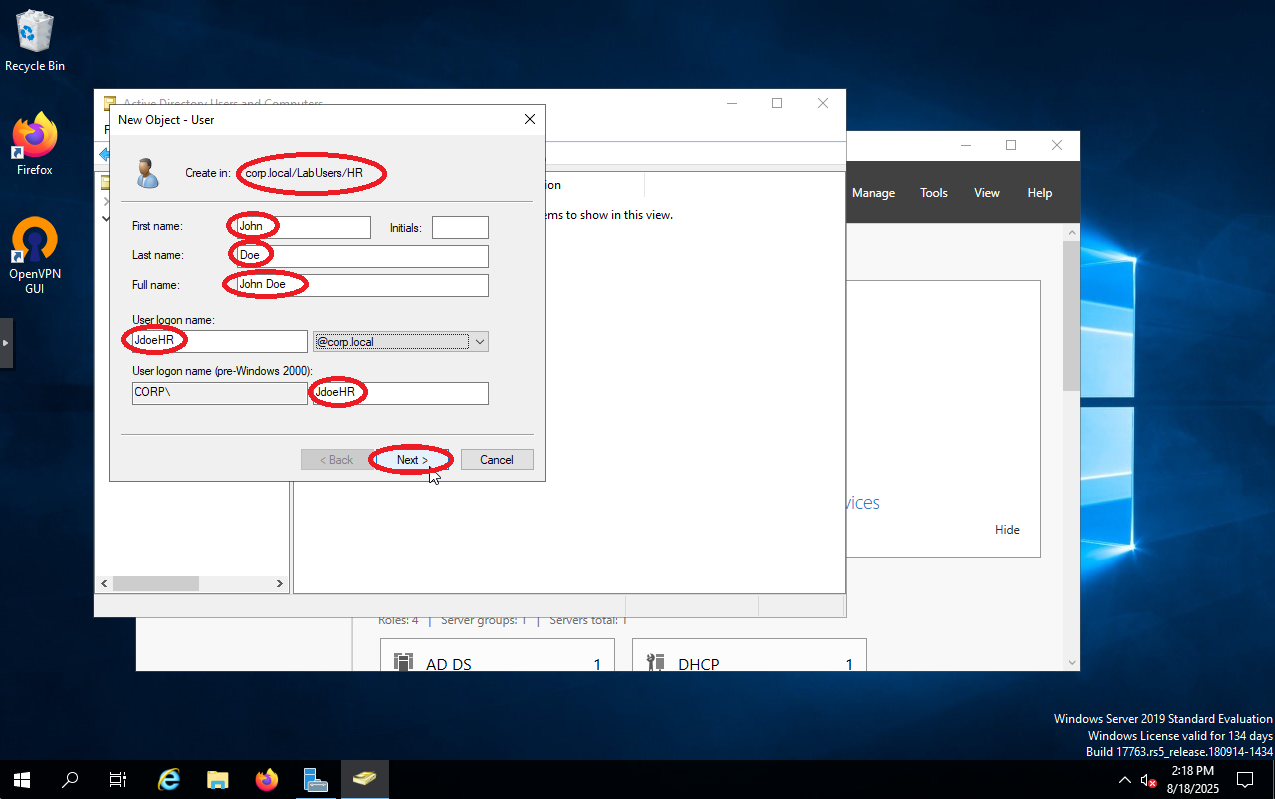 Recycle Bin
Firefox
OpenVPN
GUI
Active Directory Users and Computers
New Object - User
Create in: corp.local/LabUsers/HR
First name: John Initials:
Last name: Doe
Full name: John Doe
User logon name:
JdoeHR @corp.local
User logon name (pre-Windows 2000):
CORP\ JdoeHR
< Back Next > Cancel
ion
ems to show in this view.
Manage Tools View Help
vices
Hide
Roles: 4 | Server groups: 1 | Servers total: 1
AD DS 1 DHCP 1
Windows Server 2019 Standard Evaluation
Windows License valid for 134 days
Build 17763.rs5_release.180914-1434
2:18 PM
8/18/2025